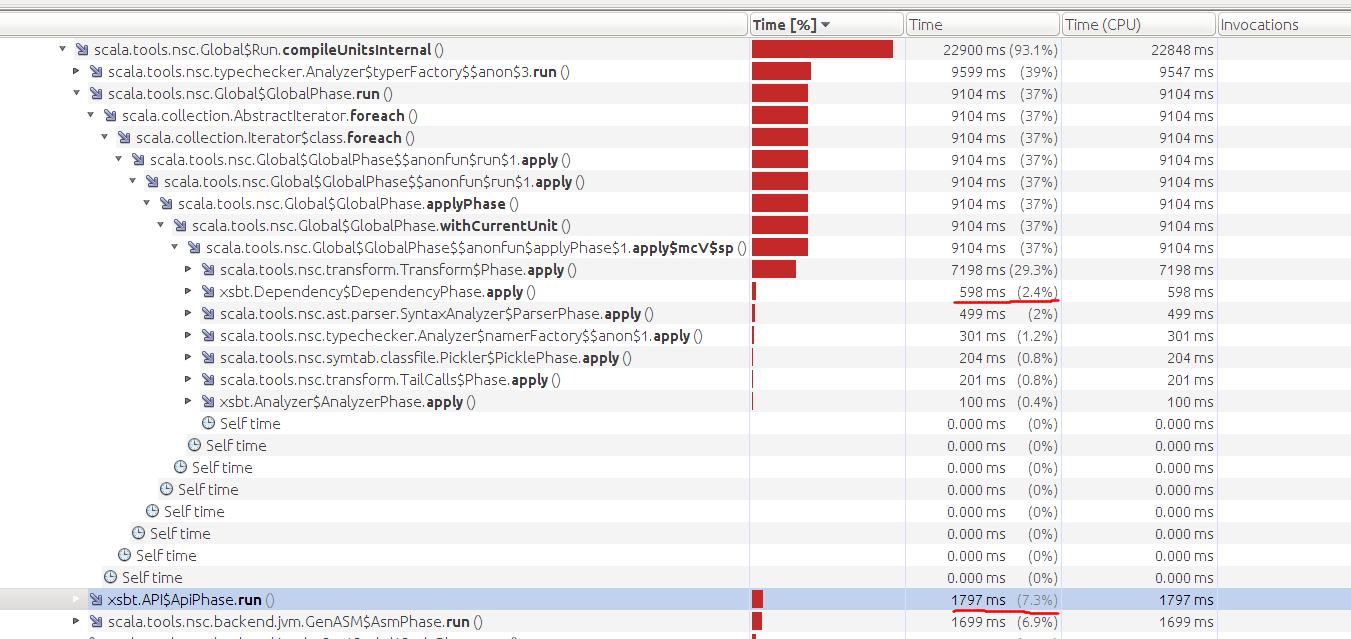 Time [%] Time Time (CPU) Invocations
scala.tools.nsc.Global$Run.compileUnitsInternal () 22900 ms (93.1%) 22848 ms
scala.tools.nsc.typechecker.Analyzer$typerFactory$$anon$3.run () 9599 ms (39%) 9547 ms
scala.tools.nsc.Global$GlobalPhase.run () 9104 ms (37%) 9104 ms
scala.collection.AbstractIterator.foreach () 9104 ms (37%) 9104 ms
scala.collection.Iterator$class.foreach () 9104 ms (37%) 9104 ms
scala.tools.nsc.Global$GlobalPhase$$anonfun$run$1.apply () 9104 ms (37%) 9104 ms
scala.tools.nsc.Global$GlobalPhase$$anonfun$run$1.apply () 9104 ms (37%) 9104 ms
scala.tools.nsc.Global$GlobalPhase.applyPhase () 9104 ms (37%) 9104 ms
scala.tools.nsc.Global$GlobalPhase.withCurrentUnit () 9104 ms (37%) 9104 ms
scala.tools.nsc.Global$GlobalPhase$$anonfun$applyPhase$1.apply$mcV$sp () 9104 ms (37%) 9104 ms
scala.tools.nsc.transform.Transform$Phase.apply () 7198 ms (29.3%) 7198 ms
xsbt.Dependency$DependencyPhase.apply () 598 ms (2.4%) 598 ms
scala.tools.nsc.ast.parser.SyntaxAnalyzer$ParserPhase.apply () 499 ms (2%) 499 ms
scala.tools.nsc.typechecker.Analyzer$namerFactory$$anon$1.apply () 301 ms (1.2%) 301 ms
scala.tools.nsc.symtab.classfile.Pickler$PicklePhase.apply () 204 ms (0.8%) 204 ms
scala.tools.nsc.transform.TailCalls$Phase.apply () 201 ms (0.8%) 201 ms
xsbt.Analyzer$AnalyzerPhase.apply () 100 ms (0.4%) 100 ms
Self time 0.000 ms (0%) 0.000 ms
Self time 0.000 ms (0%) 0.000 ms
Self time 0.000 ms (0%) 0.000 ms
Self time 0.000 ms (0%) 0.000 ms
Self time 0.000 ms (0%) 0.000 ms
Self time 0.000 ms (0%) 0.000 ms
Self time 0.000 ms (0%) 0.000 ms
Self time 0.000 ms (0%) 0.000 ms
xsbt.API$ApiPhase.run () 1797 ms (7.3%) 1797 ms
scala.tools.nsc.backend.jvm.GenASM$AsmPhase.run () 1699 ms (6.9%) 1699 ms